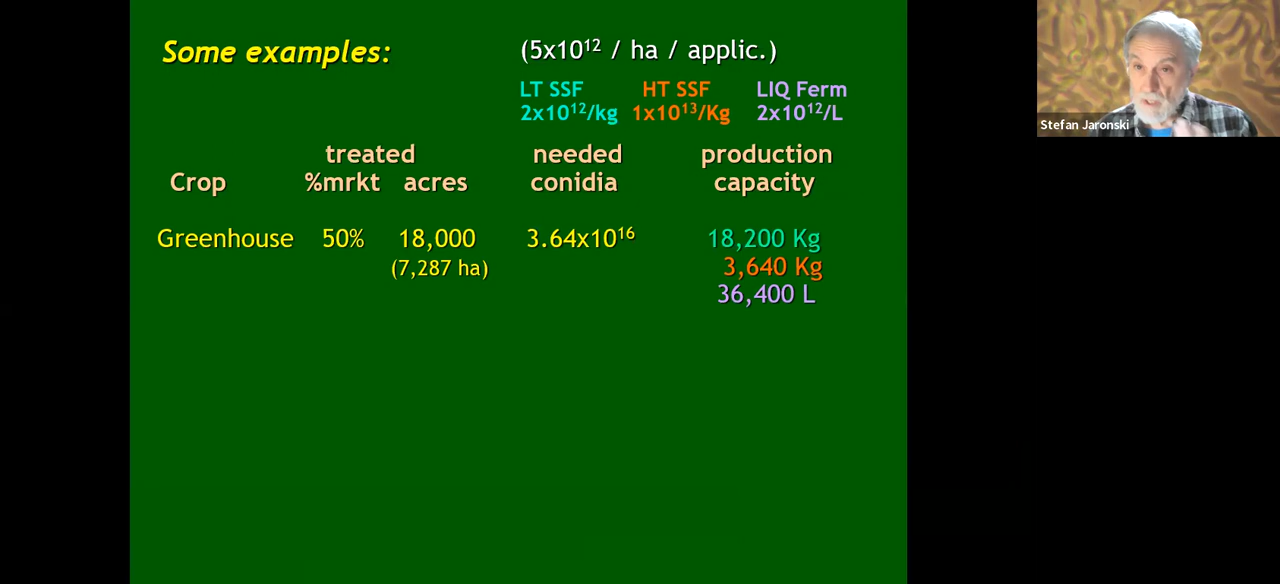 Some examples: (5x10¹² / ha / applic.)
LT SSF HT SSF LIQ Ferm
2x10¹²/kg 1x10¹³/Kg 2x10¹²/L
treated needed production
Crop %mrkt acres conidia capacity
Greenhouse 50% 18,000 3.64x10¹⁶ 18,200 Kg
(7,287 ha) 3,640 Kg
36,400 L
Stefan Jaronski